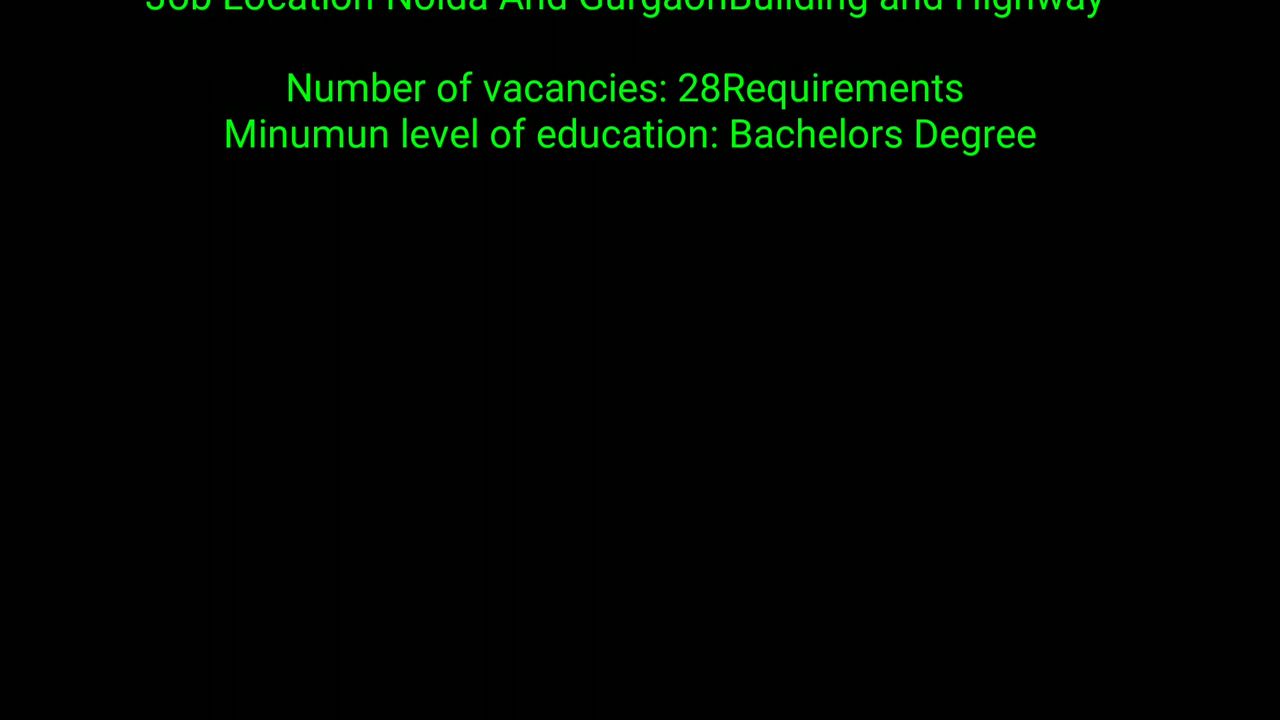 Job Location Noida And GurgaonBuilding and Highway
Number of vacancies: 28Requirements
Minumun level of education: Bachelors Degree